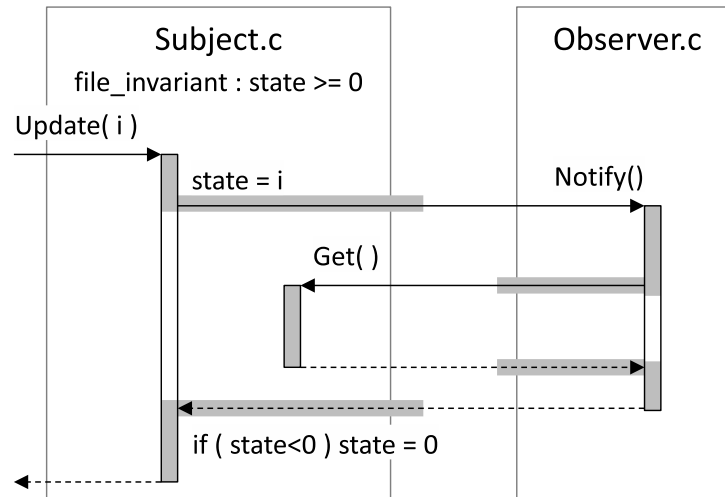 Subject.c
Observer.c
file_invariant : state >= 0
Update( i )
state = i
Notify()
Get( )
if ( state<0 ) state = 0